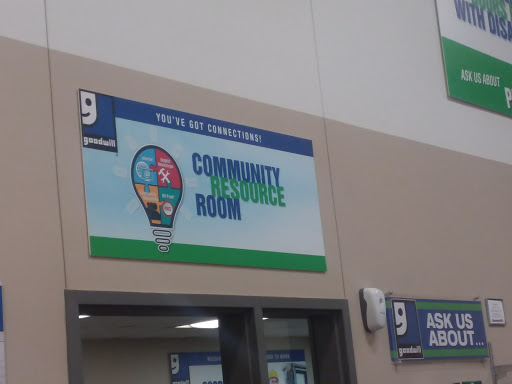 YOU'VE GOT CONNECTIONS!
goodwill
COMMUNITY
RESOURCE
ROOM
WITH DISA
ASK US ABOUT
goodwill
ASK US
ABOUT...